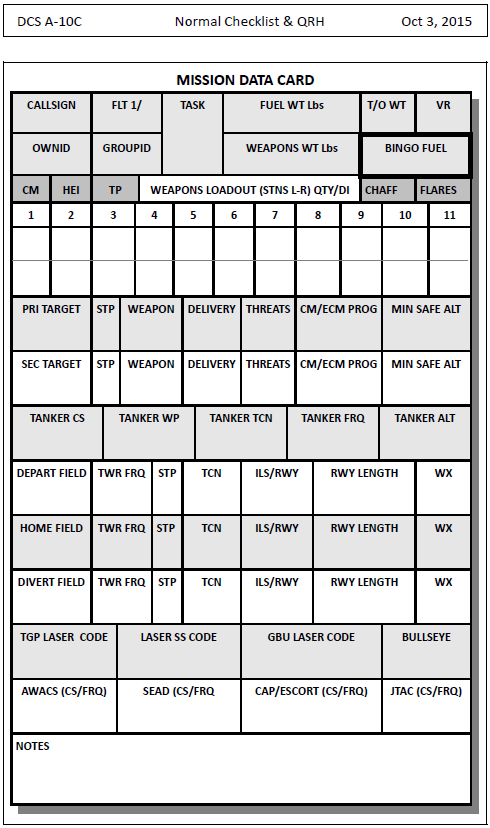 DCS A-10C Normal Checklist & QRH Oct 3, 2015
MISSION DATA CARD
CALLSIGN FLT 1/ TASK FUEL WT Lbs T/O WT VR
OWNID GROUPID WEAPONS WT Lbs BINGO FUEL
CM HEI TP WEAPONS LOADOUT (STNS L-R) QTY/DI CHAFF FLARES
1 2 3 4 5 6 7 8 9 10 11
PRI TARGET STP WEAPON DELIVERY THREATS CM/ECM PROG MIN SAFE ALT
SEC TARGET STP WEAPON DELIVERY THREATS CM/ECM PROG MIN SAFE ALT
TANKER CS TANKER WP TANKER TCN TANKER FRQ TANKER ALT
DEPART FIELD TWR FRQ STP TCN ILS/RWY RWY LENGTH WX
HOME FIELD TWR FRQ STP TCN ILS/RWY RWY LENGTH WX
DIVERT FIELD TWR FRQ STP TCN ILS/RWY RWY LENGTH WX
TGP LASER CODE LASER SS CODE GBU LASER CODE BULLSEYE
AWACS (CS/FRQ) SEAD (CS/FRQ CAP/ESCORT (CS/FRQ) JTAC (CS/FRQ)
NOTES